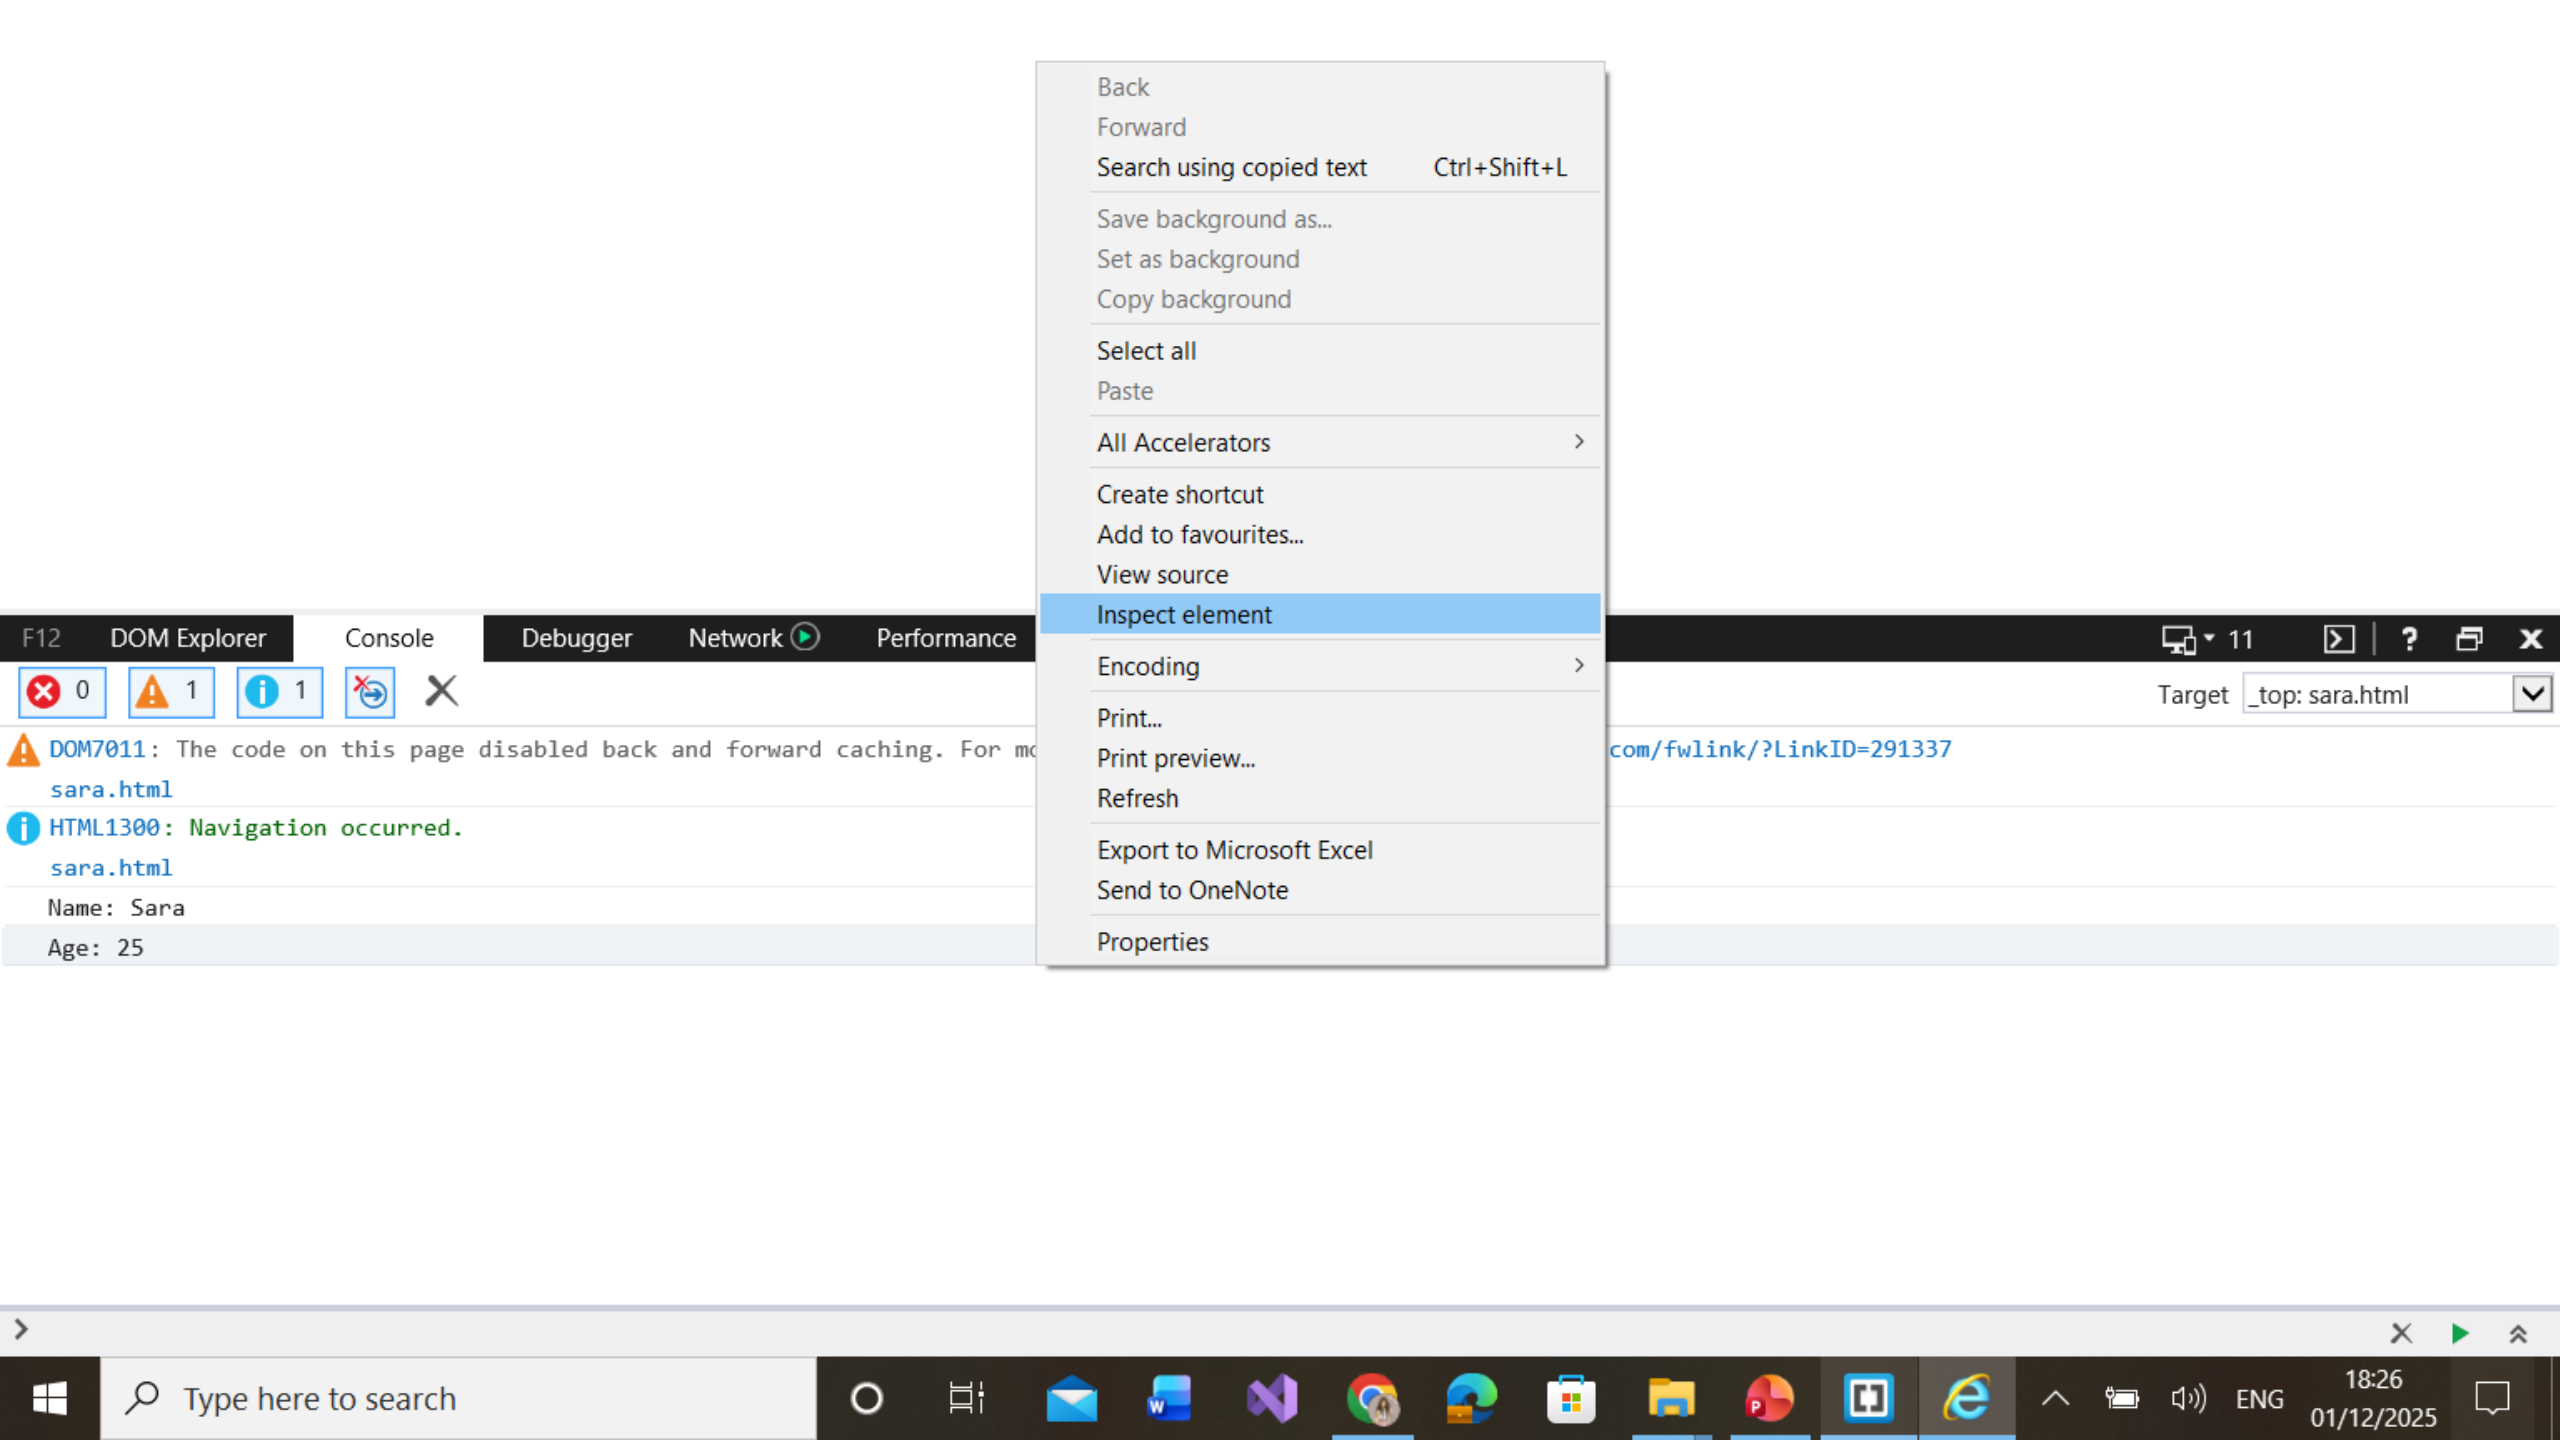 Back
Forward
Search using copied text Ctrl+Shift+L
Save background as...
Set as background
Copy background
Select all
Paste
All Accelerators
Create shortcut
Add to favourites...
View source
Inspect element
Encoding
Print...
Print preview...
Refresh
Export to Microsoft Excel
Send to OneNote
Properties
F12 DOM Explorer Console Debugger Network Performance 11 ?
0 1 1 Target _top: sara.html
DOM7011: The code on this page disabled back and forward caching. For com/fwlink/?LinkID=291337
sara.html
HTML1300: Navigation occurred.
sara.html
Name: Sara
Age: 25
Type here to search ENG 18:26
01/12/2025